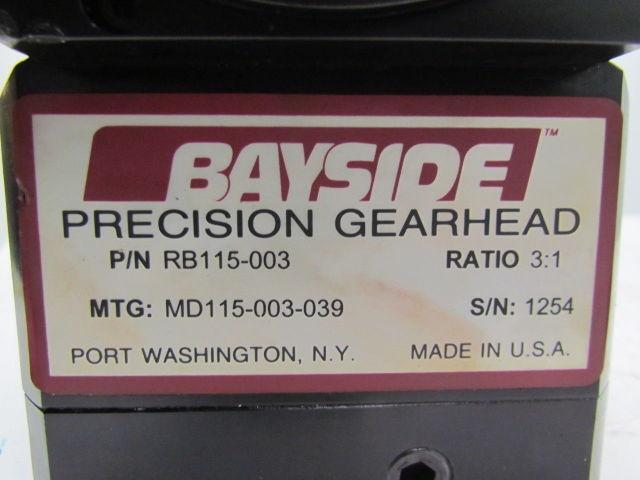 BAYSIDE™
PRECISION GEARHEAD
P/N RB115-003 RATIO 3:1
MTG: MD115-003-039 S/N: 1254
PORT WASHINGTON, N.Y. MADE IN U.S.A.